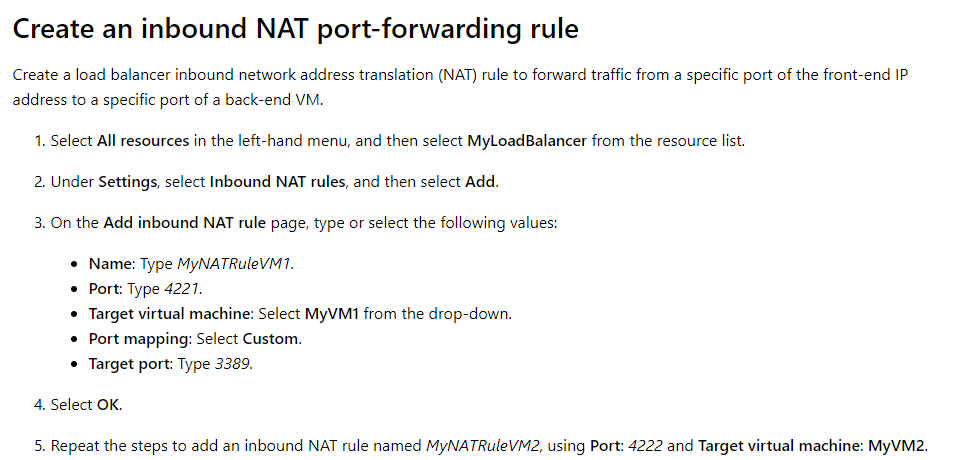 Create an inbound NAT port-forwarding rule
Create a load balancer inbound network address translation (NAT) rule to forward traffic from a specific port of the front-end IP
address to a specific port of a back-end VM.
1. Select All resources in the left-hand menu, and then select MyLoadBalancer from the resource list.
2. Under Settings, select Inbound NAT rules, and then select Add.
3. On the Add inbound NAT rule page, type or select the following values:
• Name: Type MyNATRuleVM1.
• Port: Type 4221.
• Target virtual machine: Select MyVM1 from the drop-down.
• Port mapping: Select Custom.
• Target port: Type 3389.
4. Select OK.
5. Repeat the steps to add an inbound NAT rule named MyNATRuleVM2, using Port: 4222 and Target virtual machine: MyVM2.